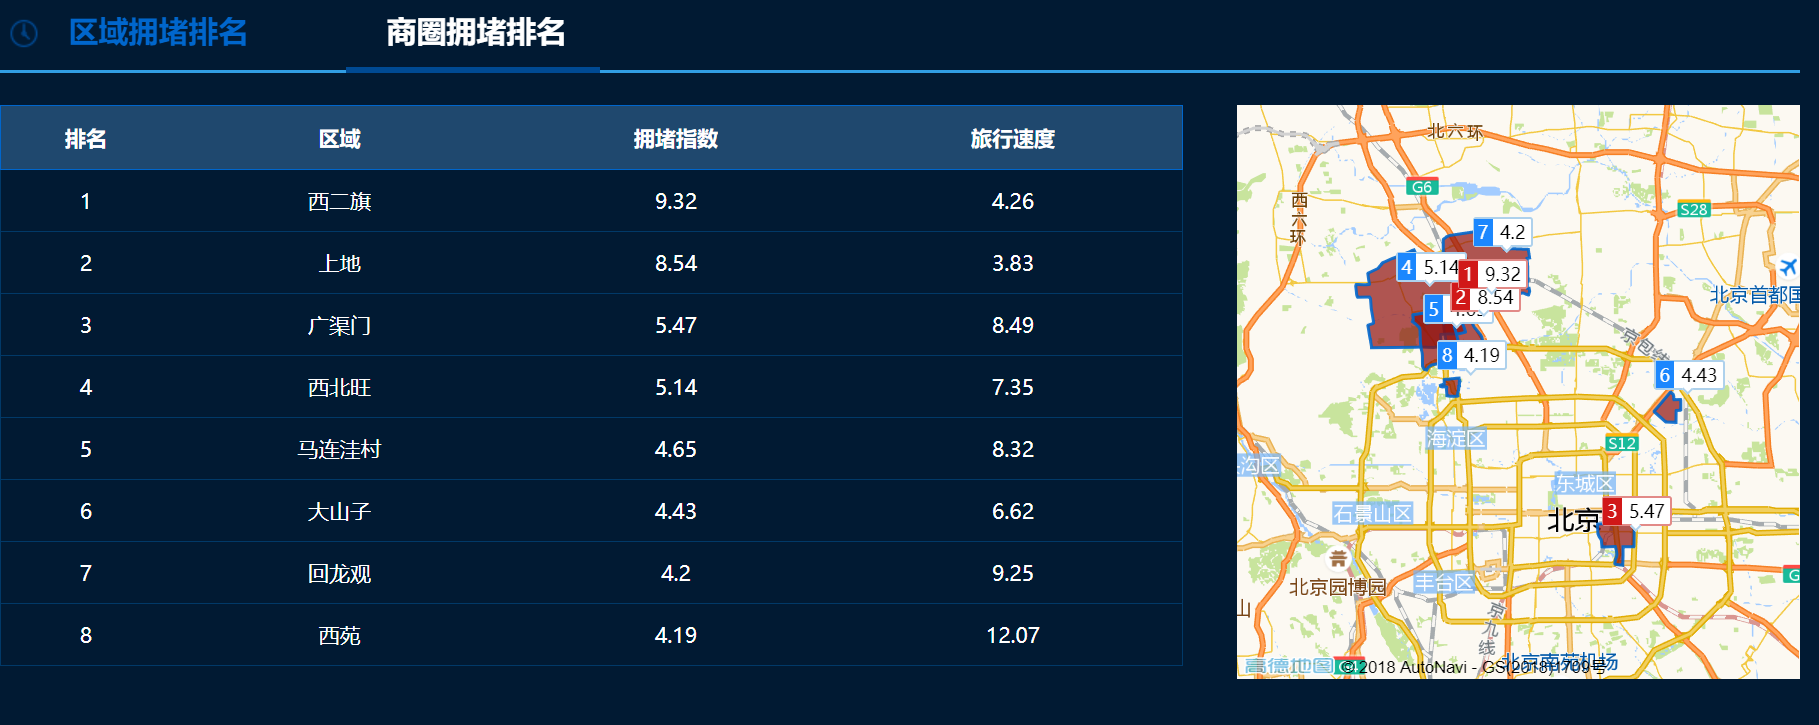 区域拥堵排名
商圈拥堵排名
排名 区域 拥堵指数 旅行速度
1 西二旗 9.32 4.26
2 上地 8.54 3.83
3 广渠门 5.47 8.49
4 西北旺 5.14 7.35
5 马连洼村 4.65 8.32
6 大山子 4.43 6.62
7 回龙观 4.2 9.25
8 西苑 4.19 12.07
北六环
G6
西六环
S28
7 4.2
4 5.14
1 9.32
2 8.54
5
北京首都国
京包线
8 4.19
6 4.43
海淀区
S12
沟区
东城区
石景山区
北京
3 5.47
北京园博园
丰台区
G
山
京九线
北京南苑机场
高德地图
© 2018 AutoNavi - GS(2018)1709号